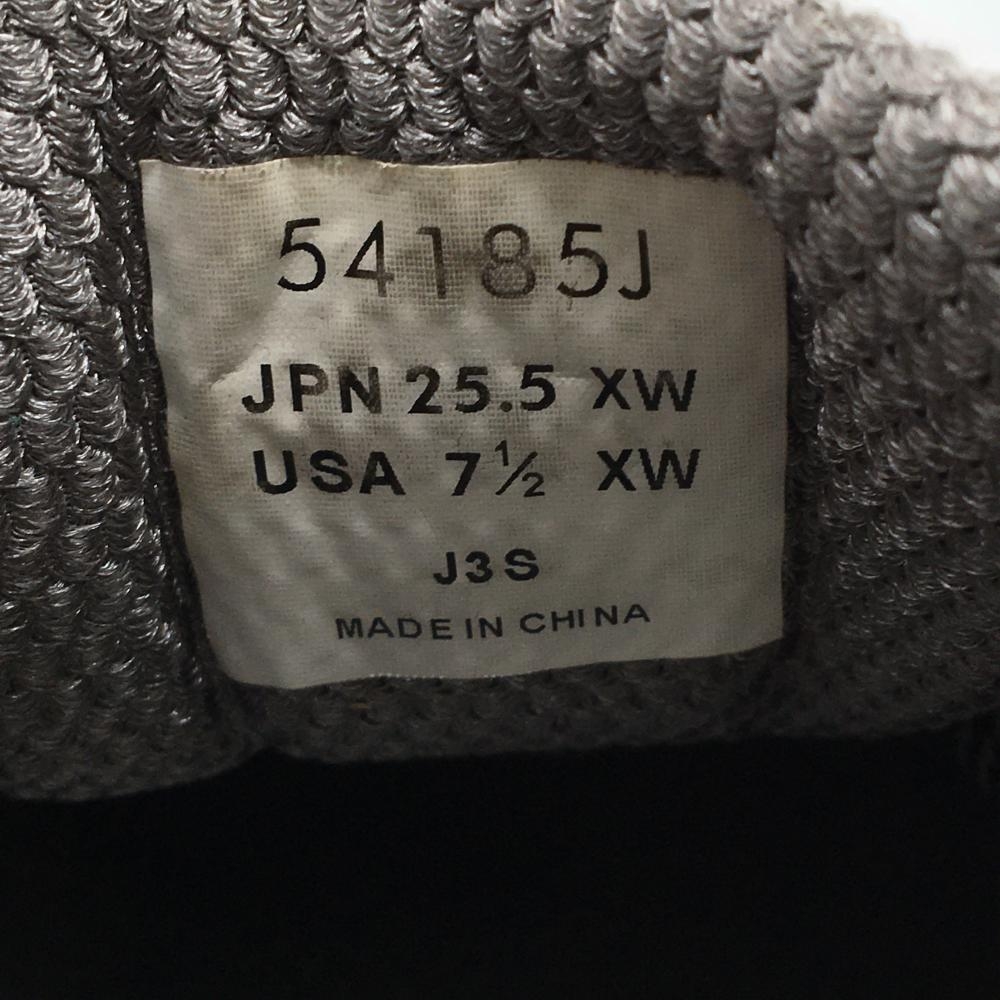 54185J
JPN 25.5 XW
USA 7½ XW
J3S
MADE IN CHINA